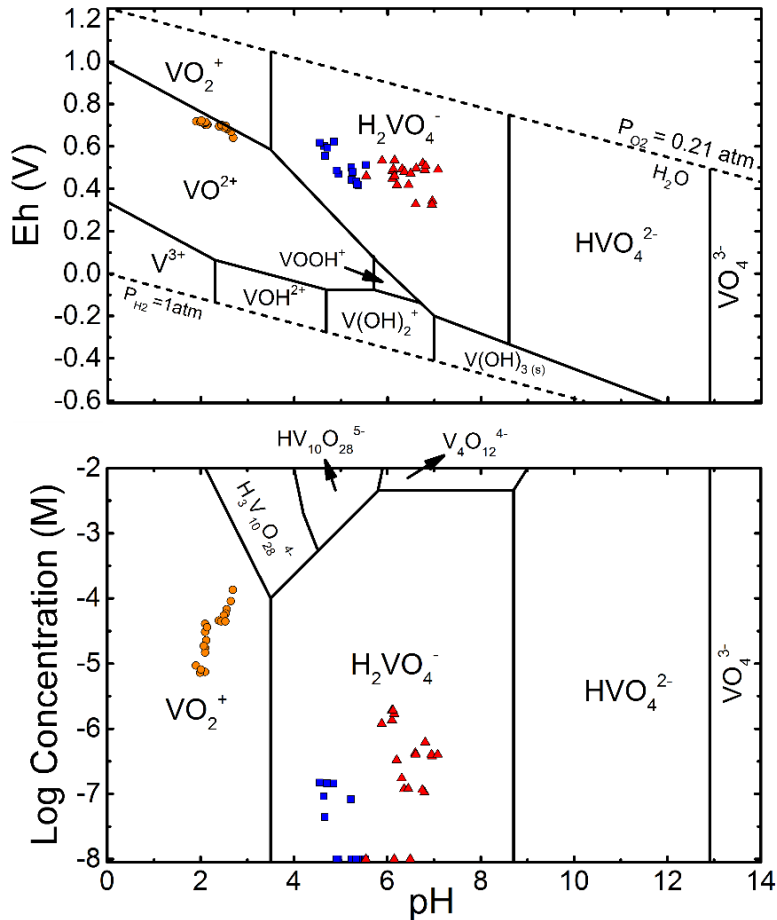 1.2
1.0
0.8
0.6
0.4
0.2
0.0
-0.2
-0.4
-0.6
Eh (V)
VO₂⁺
H₂VO₄⁻
P_O2 = 0.21 atm
H₂O
VO²⁺
HVO₄²⁻
VO₄³⁻
VOOH⁺
V³⁺
VOH²⁺
V(OH)₂⁺
P_H2 =1atm
V(OH)₃ (s)
HV₁₀O₂₈⁵⁻
V₄O₁₂⁴⁻
-2
-3
-4
-5
-6
-7
-8
Log Concentration (M)
H₃V₁₀O₂₈⁴⁻
VO₂⁺
H₂VO₄⁻
HVO₄²⁻
VO₄³⁻
0 2 4 6 8 10 12 14
pH